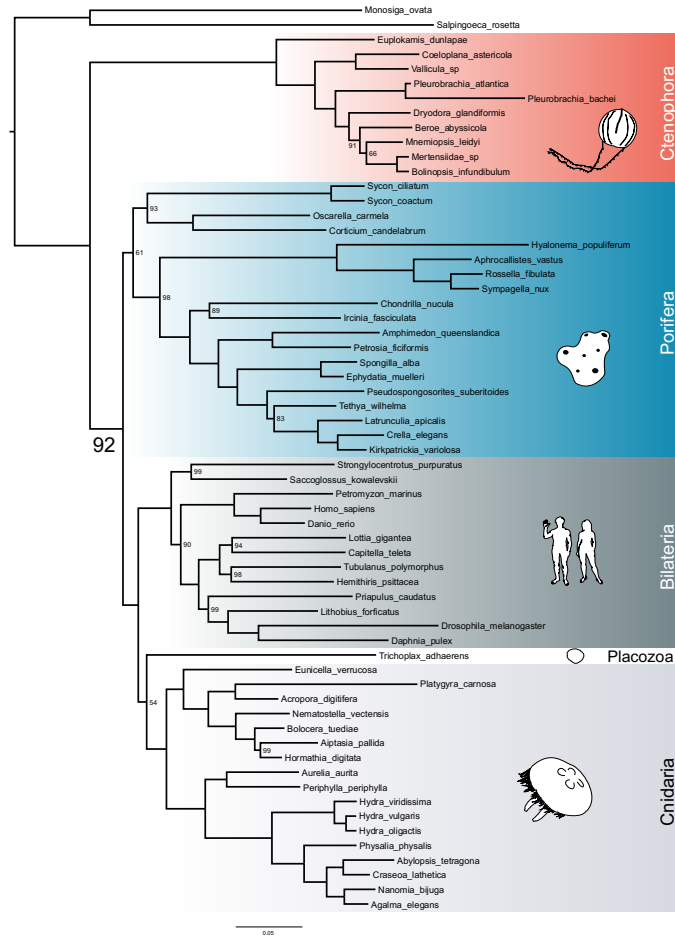 Monosiga_ovata
Salpingoeca_rosetta
Euplokamis_dunlapae
Coeloplana_astericola
Vallicula_sp
Pleurobrachia_atlantica
Pleurobrachia_bachei
Dryodora_glandiformis
Beroe_abyssicola
91
Mnemiopsis_leidyi
66
Mertensiidae_sp
Bolinopsis_infundibulum
Ctenophora
Sycon_ciliatum
93
Sycon_coactum
Oscarella_carmela
Corticium_candelabrum
61
Hyalonema_populiferum
Aphrocallistes_vastus
Rossella_fibulata
Sympagella_nux
98
Chondrilla_nucula
89
Ircinia_fasciculata
Amphimedon_queenslandica
Petrosia_ficiformis
Spongilla_alba
Ephydatia_muelleri
Pseudospongosorites_suberitoides
Tethya_wilhelma
83
Latrunculia_apicalis
Crella_elegans
Kirkpatrickia_variolosa
Porifera
92
Strongylocentrotus_purpuratus
99
Saccoglossus_kowalevskii
Petromyzon_marinus
Homo_sapiens
Danio_rerio
90
Lottia_gigantea
94
Capitella_teleta
Tubulanus_polymorphus
98
Hemithiris_psittacea
Priapulus_caudatus
99
Lithobius_forficatus
Drosophila_melanogaster
Daphnia_pulex
Bilateria
Trichoplax_adhaerens
Placozoa
54
Eunicella_verrucosa
Platygyra_carnosa
Acropora_digitifera
Nematostella_vectensis
Bolocera_tuediae
Aiptasia_pallida
99
Hormathia_digitata
Aurelia_aurita
Periphylla_periphylla
Hydra_viridissima
Hydra_vulgaris
Hydra_oligactis
Physalia_physalis
Abylopsis_tetragona
Craseoa_lathetica
Nanomia_bijuga
Agalma_elegans
Cnidaria
0.05